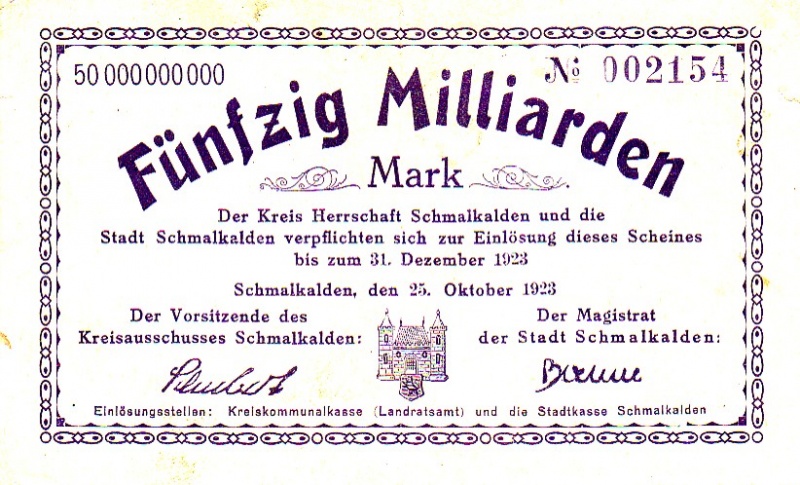 50 000 000 000
№ 002154
Fünfzig Milliarden
Mark
Der Kreis Herrschaft Schmalkalden und die
Stadt Schmalkalden verpflichten sich zur Einlösung dieses Scheines
bis zum 31. Dezember 1923
Schmalkalden, den 25. Oktober 1923
Der Vorsitzende des
Kreisausschusses Schmalkalden:
Der Magistrat
der Stadt Schmalkalden:
Einlösungsstellen: Kreiskommunalkasse (Landratsamt) und die Stadtkasse Schmalkalden